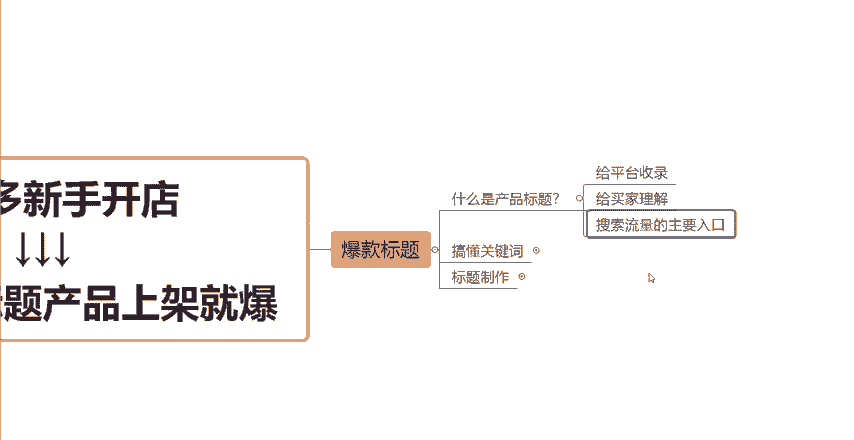 多新手开店
↓↓↓
题产品上架就爆
爆款标题
什么是产品标题？
给平台收录
给买家理解
搜索流量的主要入口
搞懂关键词
标题制作